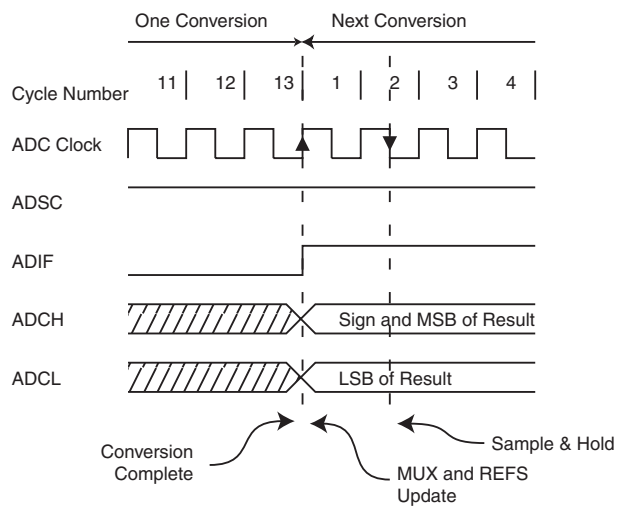 One Conversion Next Conversion
Cycle Number 11 12 13 1 2 3 4
ADC Clock
ADSC
ADIF
ADCH Sign and MSB of Result
ADCL LSB of Result
Conversion
Complete
MUX and REFS
Update
Sample & Hold